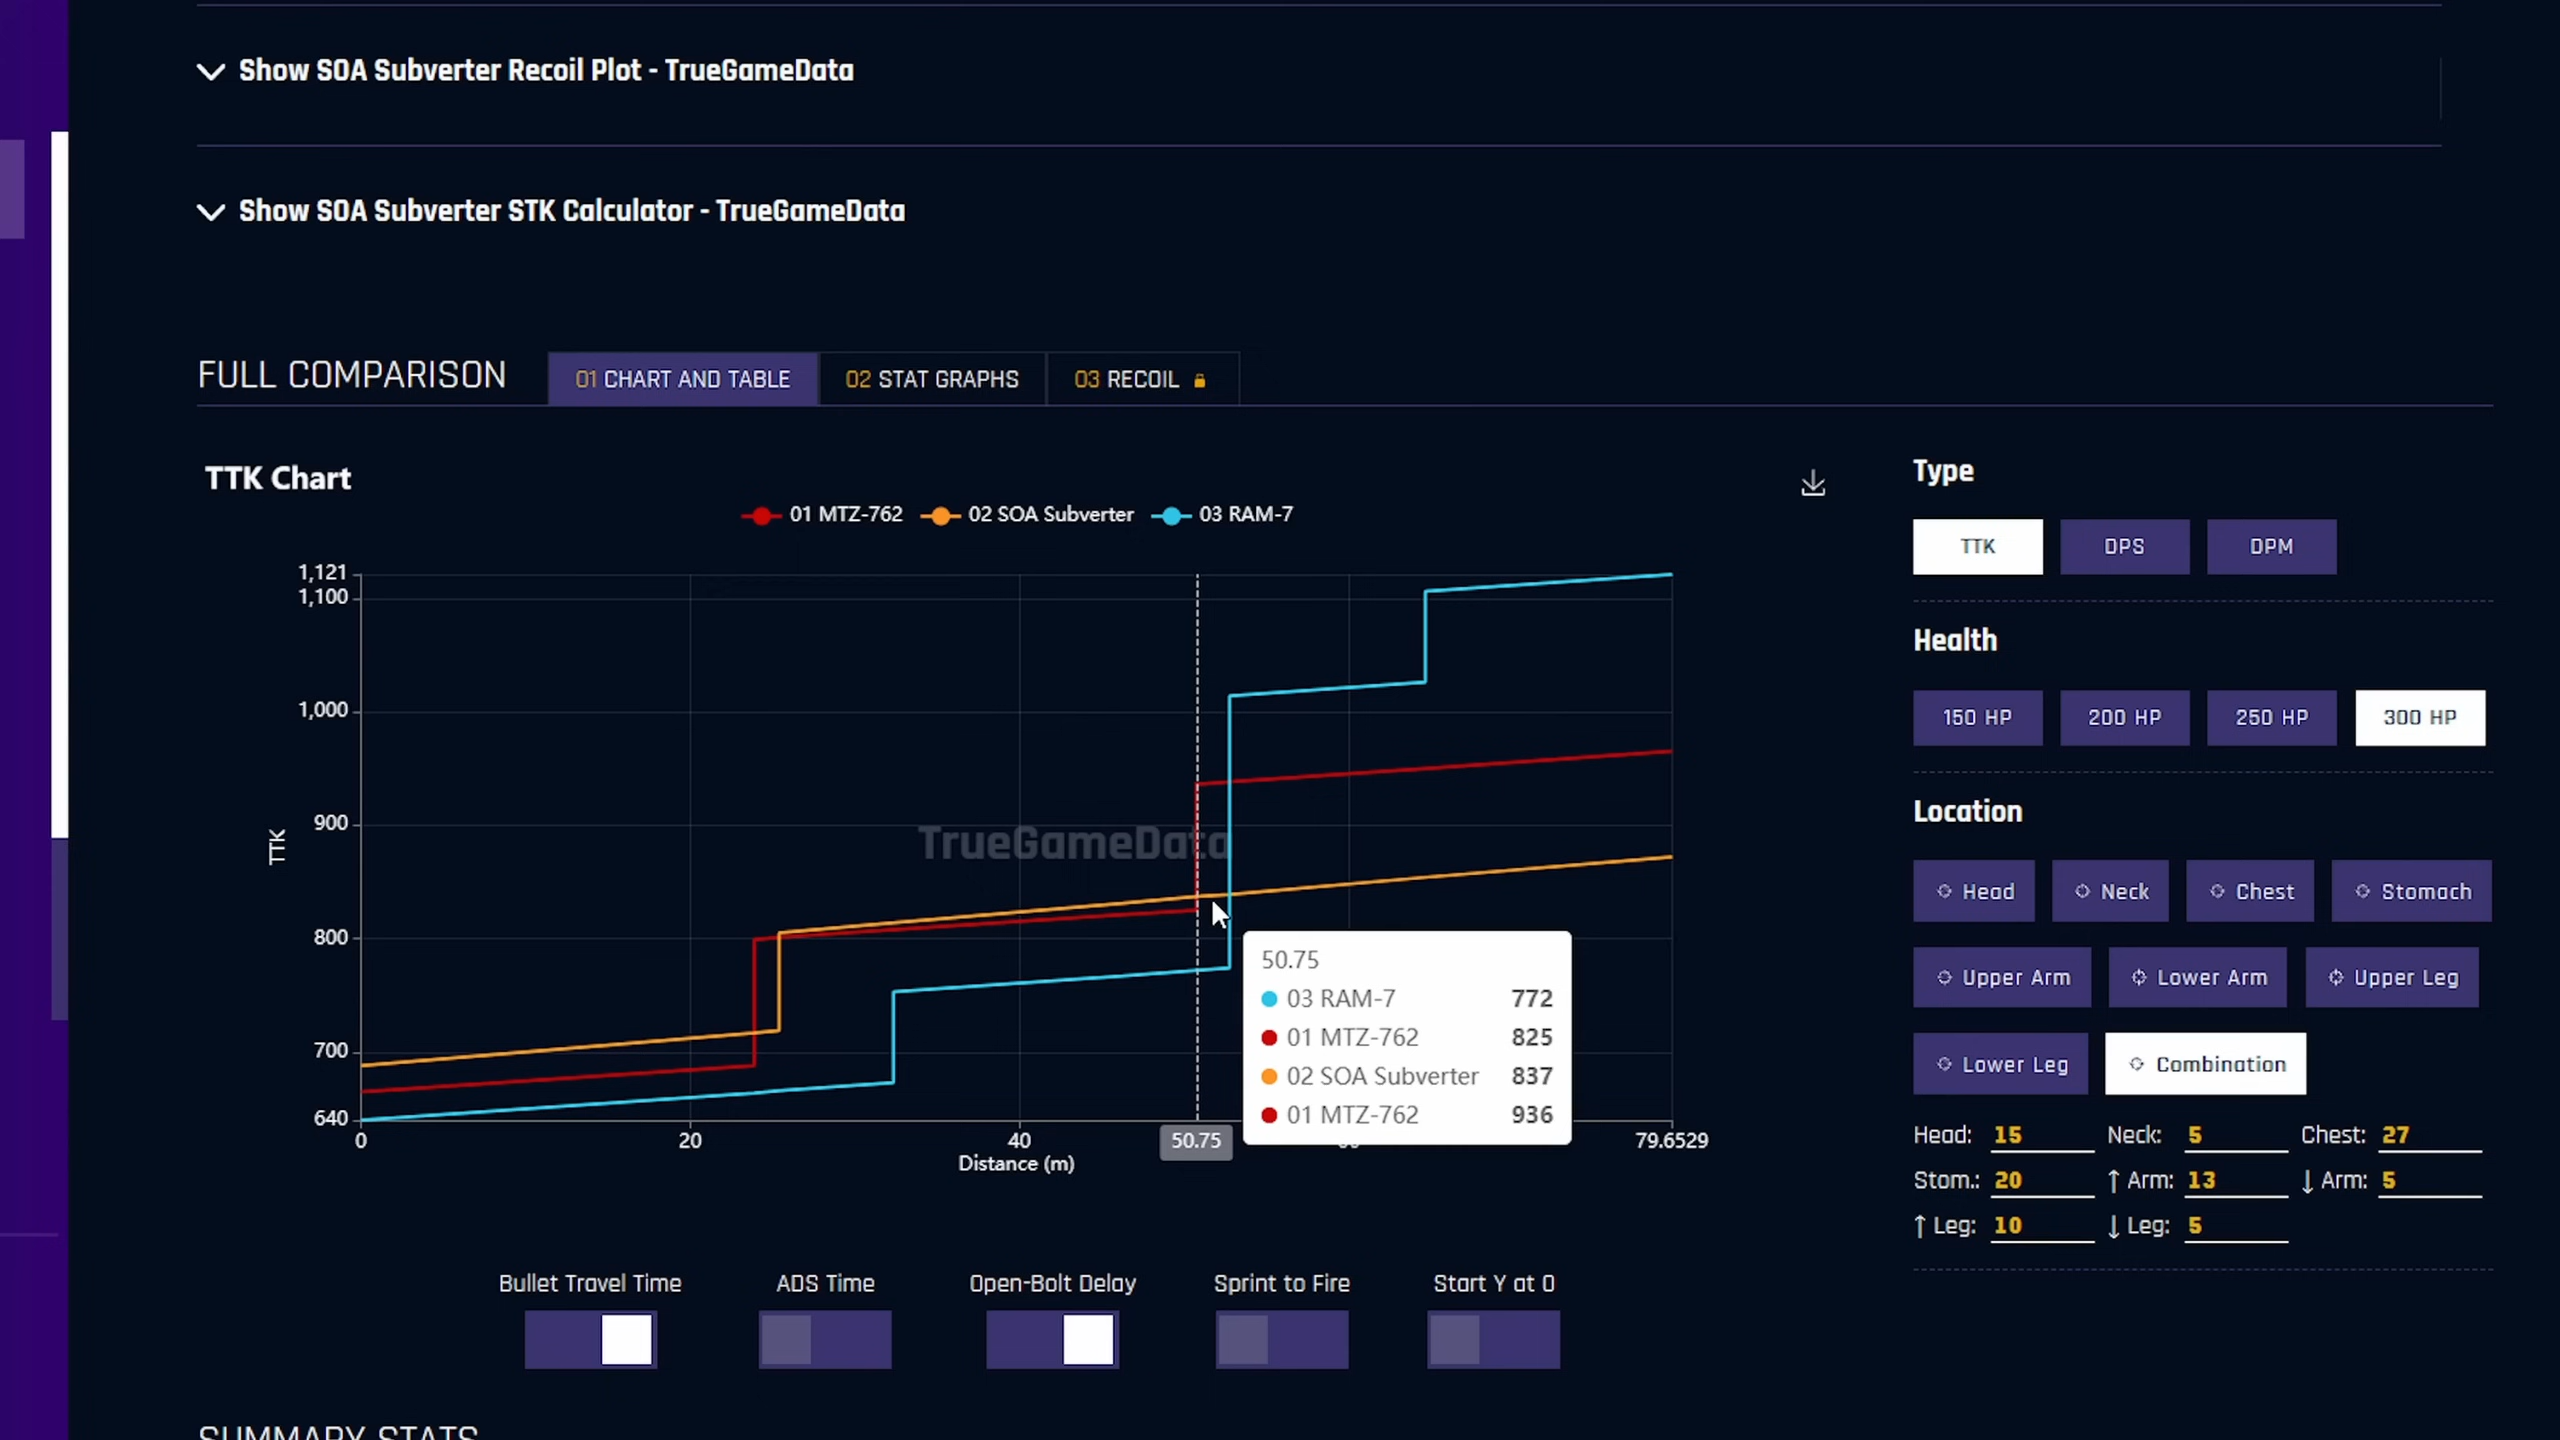 Show SOA Subverter Recoil Plot - TrueGameData
Show SOA Subverter STK Calculator - TrueGameData
FULL COMPARISON
01 CHART AND TABLE
02 STAT GRAPHS
03 RECOIL
TTK Chart
01 MTZ-762
02 SOA Subverter
03 RAM-7
1,121
1,100
1,000
900
800
700
640
TTK
TrueGameData
0
20
40
50.75
79.6529
Distance (m)
50.75
03 RAM-7 772
01 MTZ-762 825
02 SOA Subverter 837
01 MTZ-762 936
Bullet Travel Time
ADS Time
Open-Bolt Delay
Sprint to Fire
Start Y at 0
Type
TTK
DPS
DPM
Health
150 HP
200 HP
250 HP
300 HP
Location
Head
Neck
Chest
Stomach
Upper Arm
Lower Arm
Upper Leg
Lower Leg
Combination
Head: 15 Neck: 5 Chest: 27
Stom.: 20 ↑ Arm: 13 ↓ Arm: 5
↑ Leg: 10 ↓ Leg: 5
SUMMARY STATS